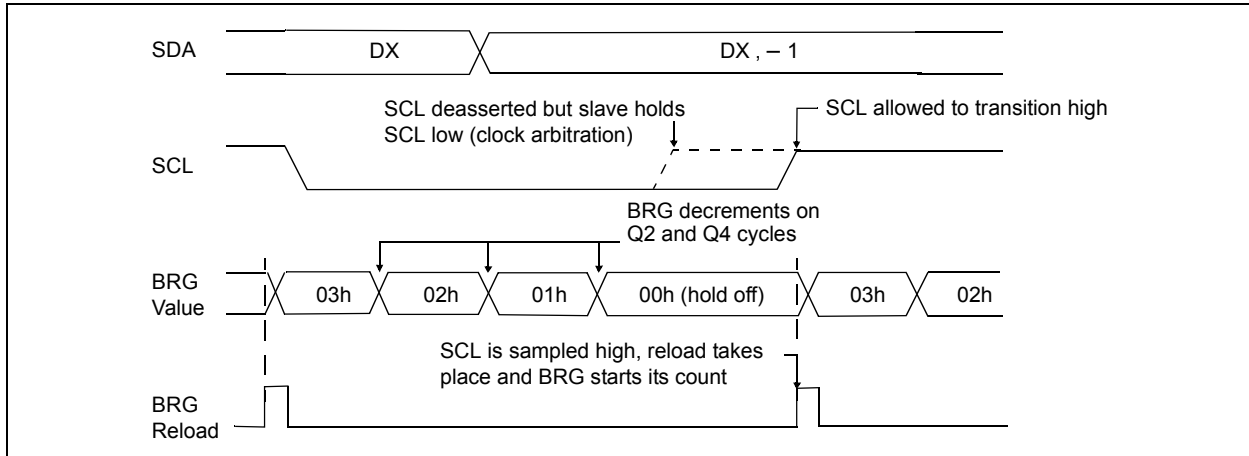 SDA
DX
DX , – 1
SCL deasserted but slave holds
SCL low (clock arbitration)
SCL allowed to transition high
SCL
BRG decrements on
Q2 and Q4 cycles
BRG
Value
03h
02h
01h
00h (hold off)
03h
02h
SCL is sampled high, reload takes
place and BRG starts its count
BRG
Reload